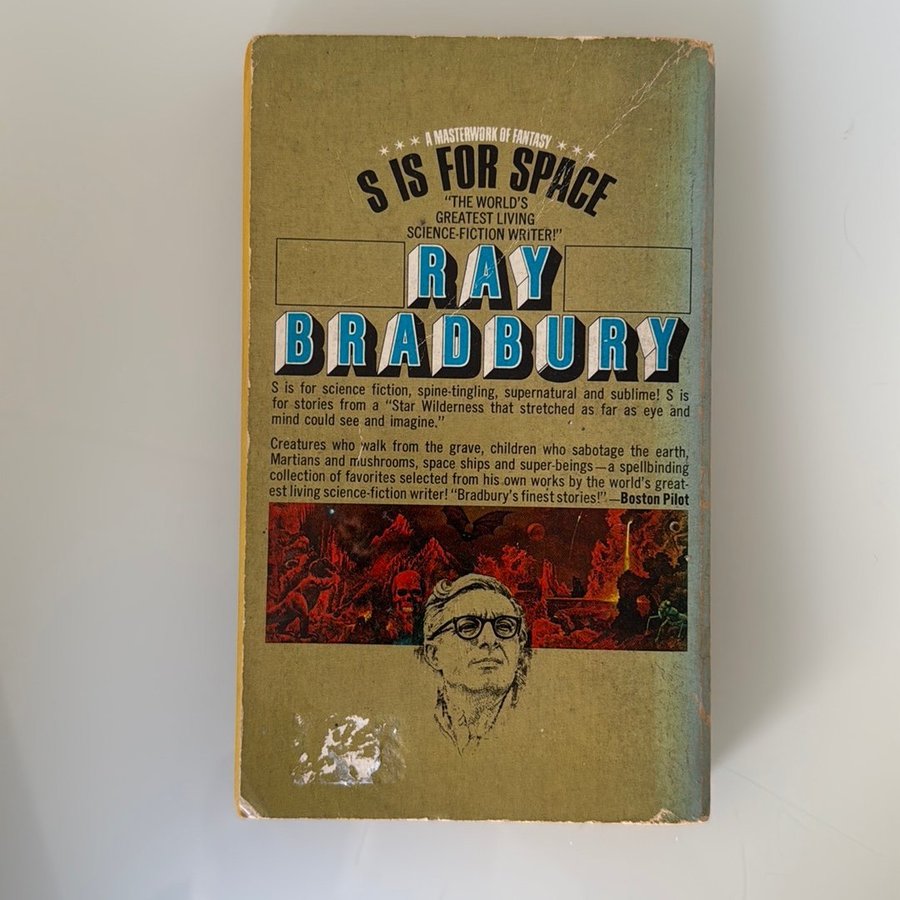 A MASTERWORK OF FANTASY
S IS FOR SPACE
“THE WORLD’S
GREATEST LIVING
SCIENCE-FICTION WRITER!”
RAY
BRADBURY
S is for science fiction, spine-tingling, supernatural and sublime! S is
for stories from a “Star Wilderness that stretched as far as eye and
mind could see and imagine.”
Creatures who walk from the grave, children who sabotage the earth,
Martians and mushrooms, space ships and super-beings—a spellbinding
collection of favorites selected from his own works by the world’s great-
est living science-fiction writer! “Bradbury’s finest stories!”—Boston Pilot